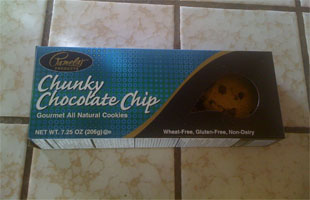 Pamela's
PRODUCTS
Chunky
Chocolate Chip
Gourmet All Natural Cookies
NET WT. 7.25 OZ (206g)
Wheat-Free, Gluten-Free, Non-Dairy